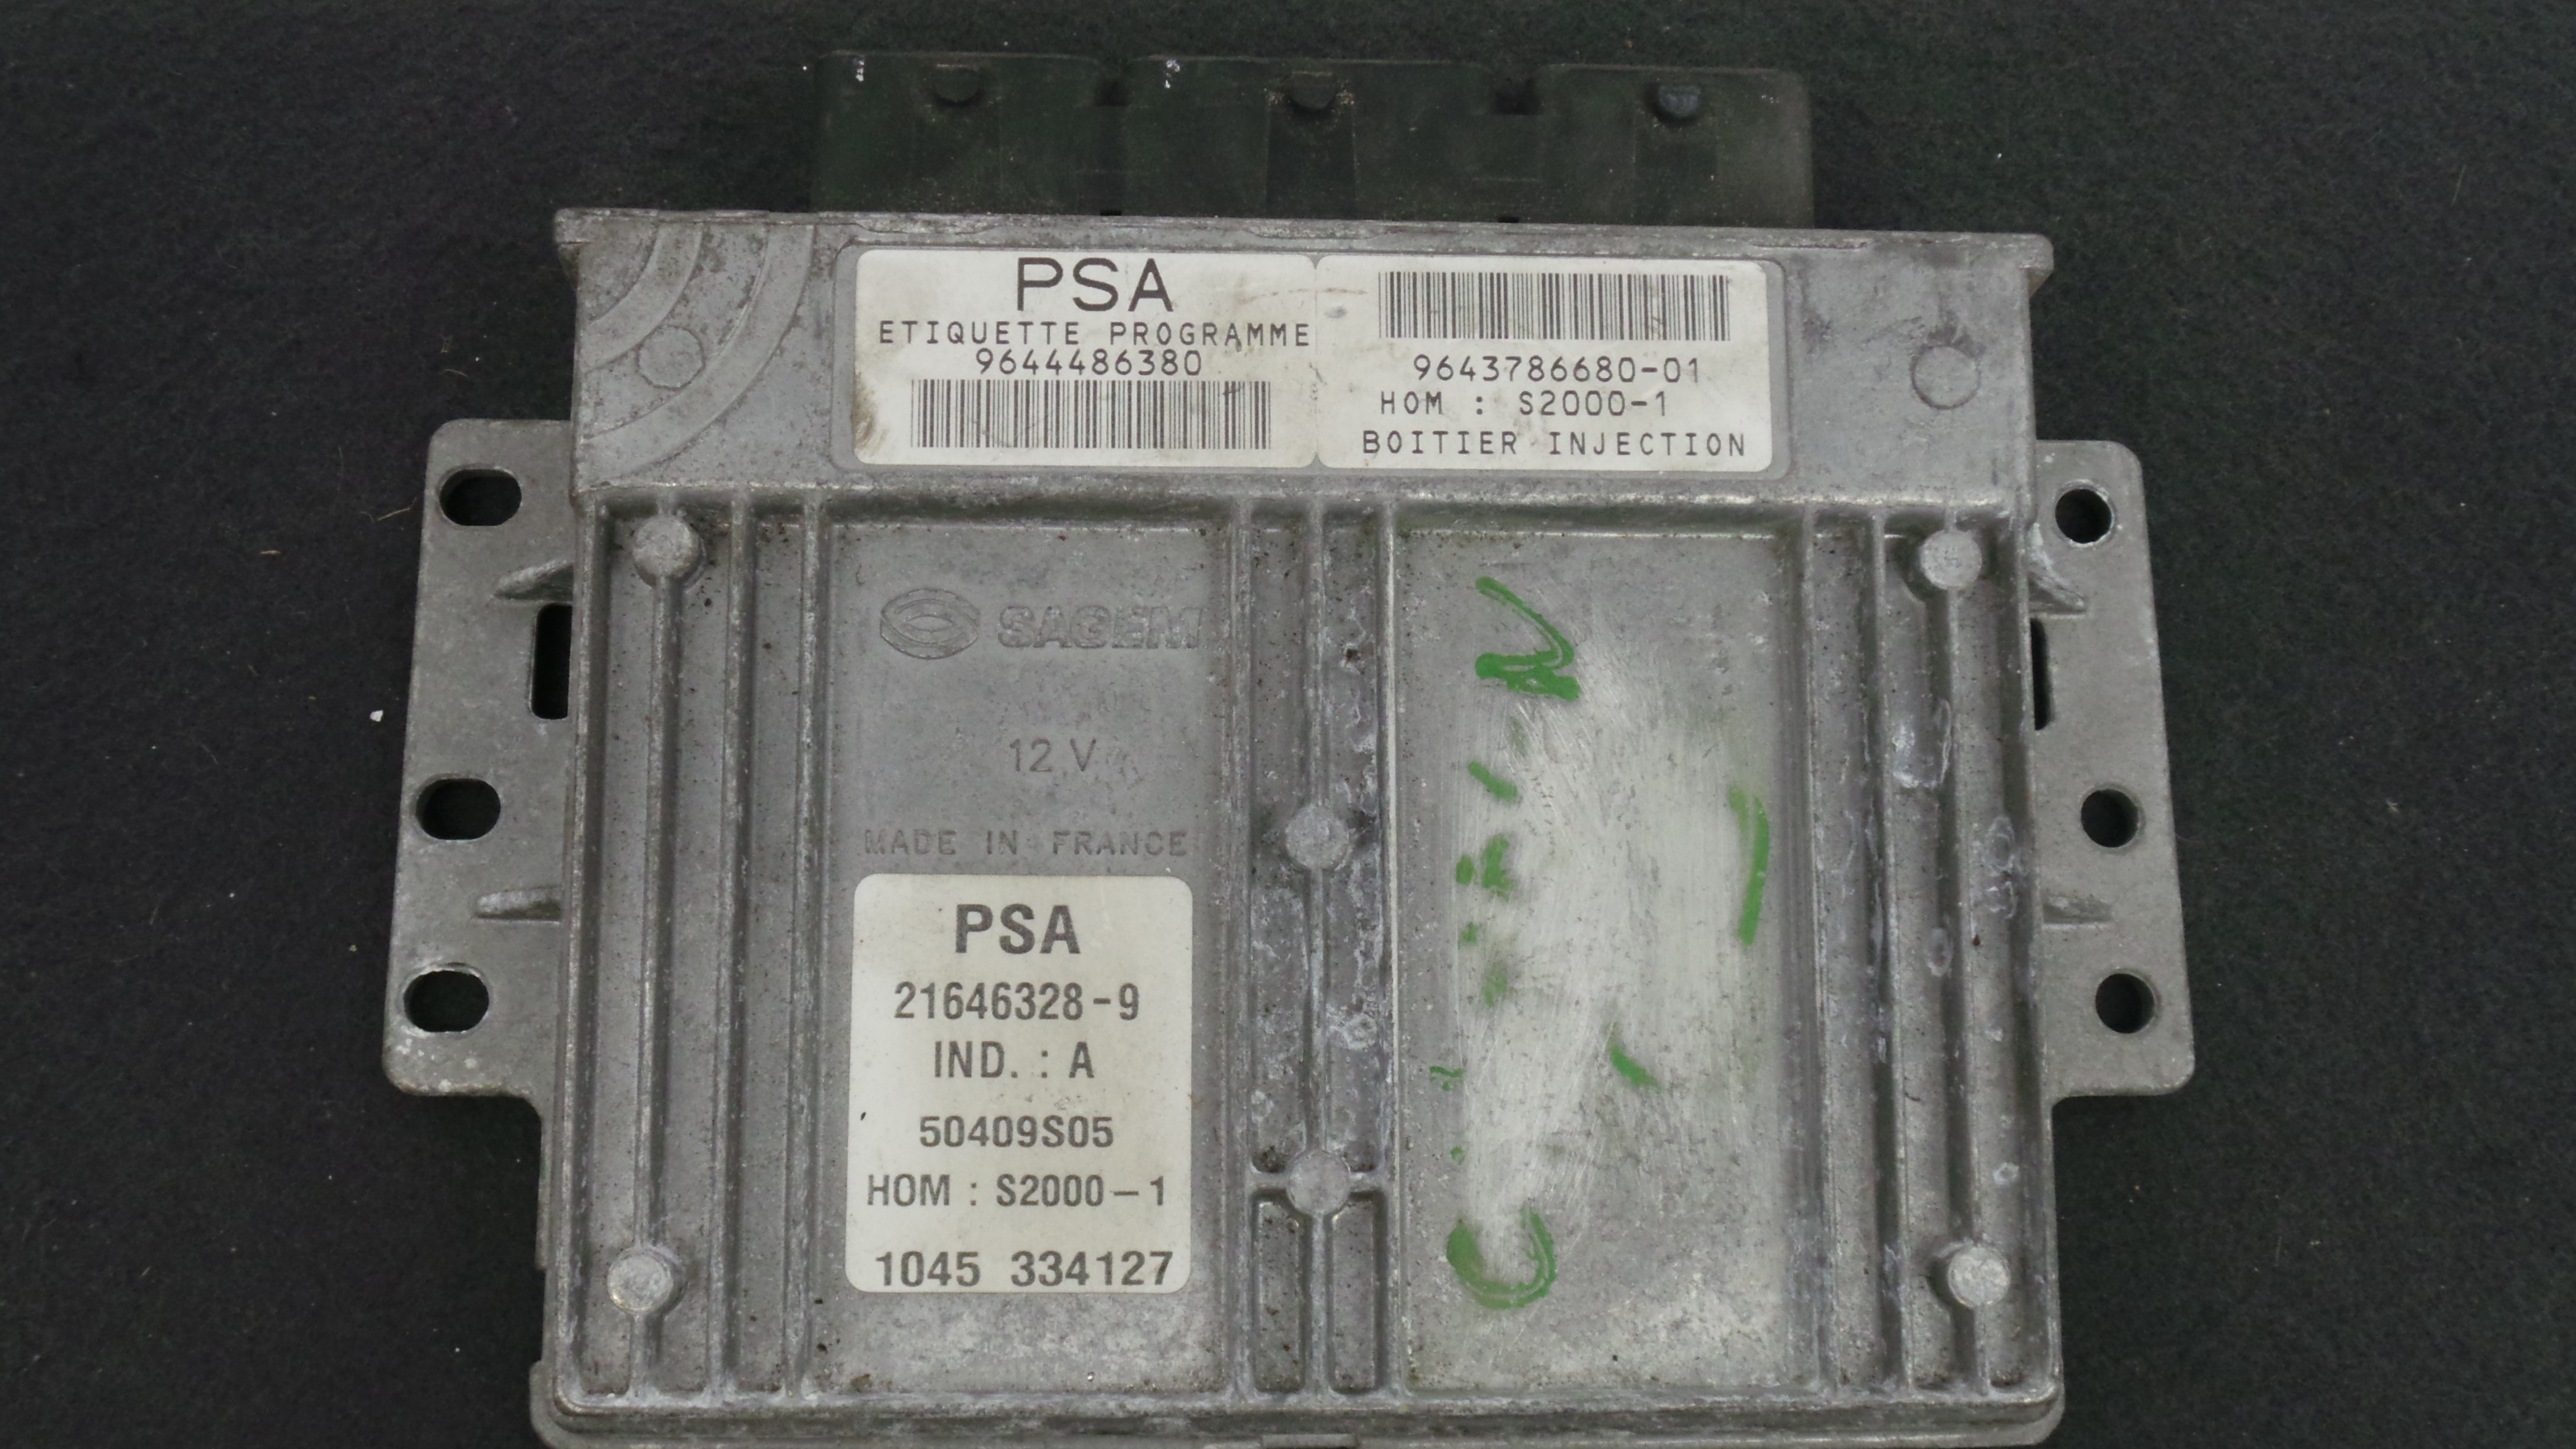 PSA
ETIQUETTE PROGRAMME
9644486380
9643786680-01
HOM : S2000-1
BOITIER INJECTION
SAGEM
12 V
MADE IN FRANCE
PSA
21646328-9
IND. : A
50409S05
HOM : S2000-1
1045 334127